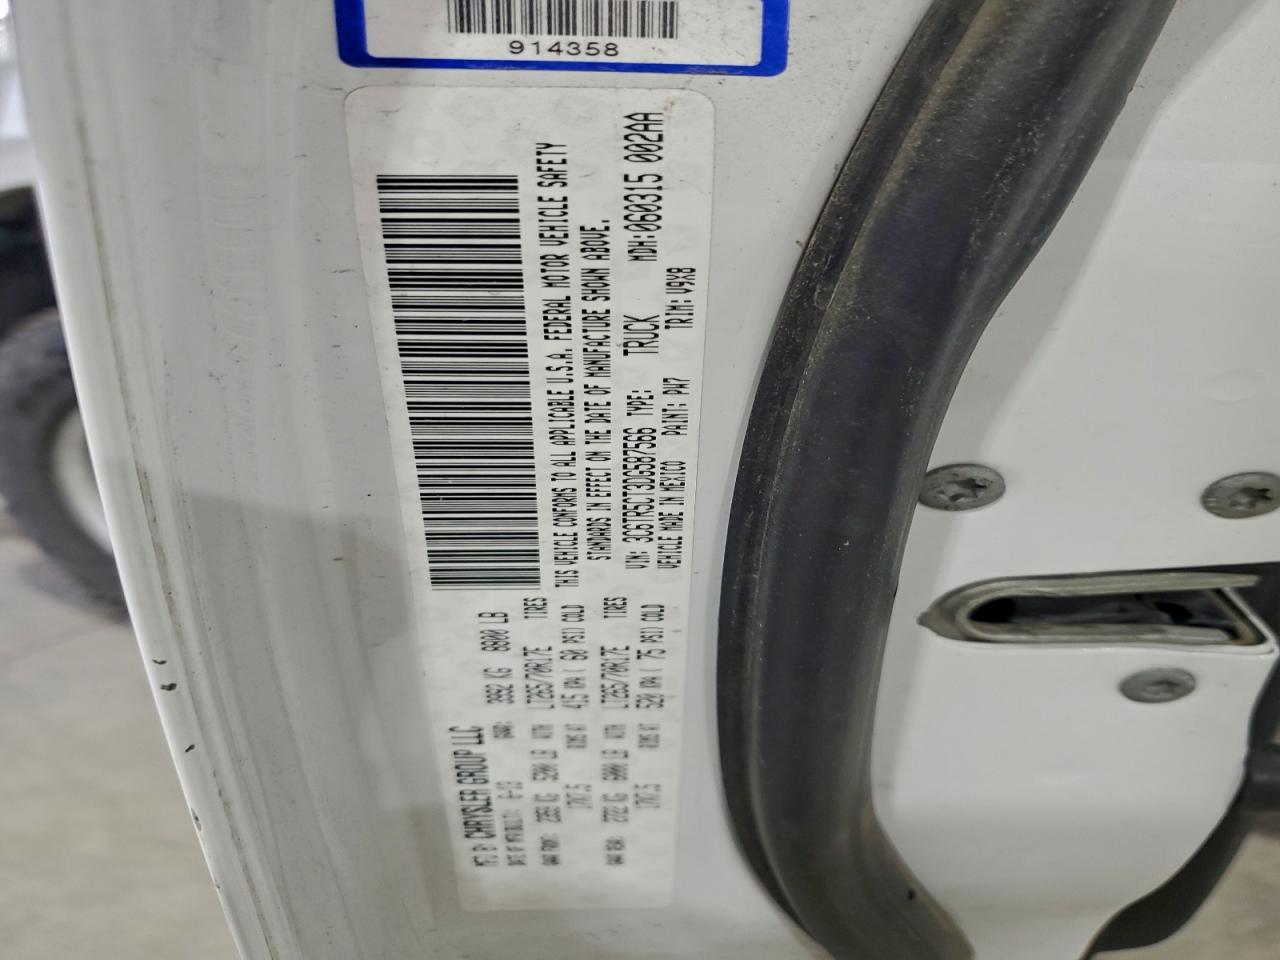 914358
MFD BY CHRYSLER GROUP LLC
DATE OF MFR/BUILT: 6-13 GVWR: 3992 KG 8800 LB
GAWR FRONT: 2359 KG 5200 LB WITH LT265/70R17E TIRES
17X7.5 RIMS AT 415 KPA ( 60 PSI) COLD
GAWR REAR: 2722 KG 6000 LB WITH LT265/70R17E TIRES
17X7.5 RIMS AT 520 KPA ( 75 PSI) COLD
THIS VEHICLE CONFORMS TO ALL APPLICABLE U.S.A. FEDERAL MOTOR VEHICLE SAFETY
STANDARDS IN EFFECT ON THE DATE OF MANUFACTURE SHOWN ABOVE.
VIN: 3C6TR5CT3DG587566 TYPE: TRUCK MDH:060315 002AA
VEHICLE MADE IN MEXICO PAINT: PW7 TRIM: V9X8